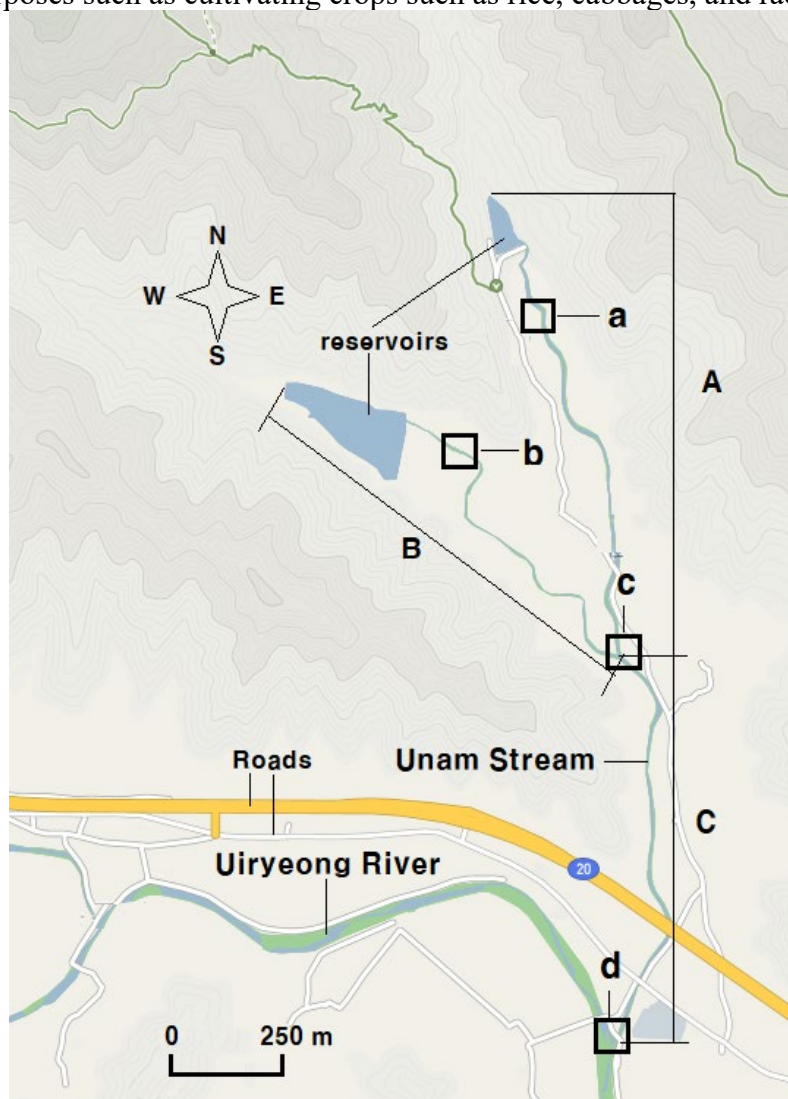 poses such as cultivating crops such as rice, cabbages, and
N
W E
S
a
reservoirs
A
b
B
c
Roads
Unam Stream
C
Uiryeong River
20
d
0 250 m